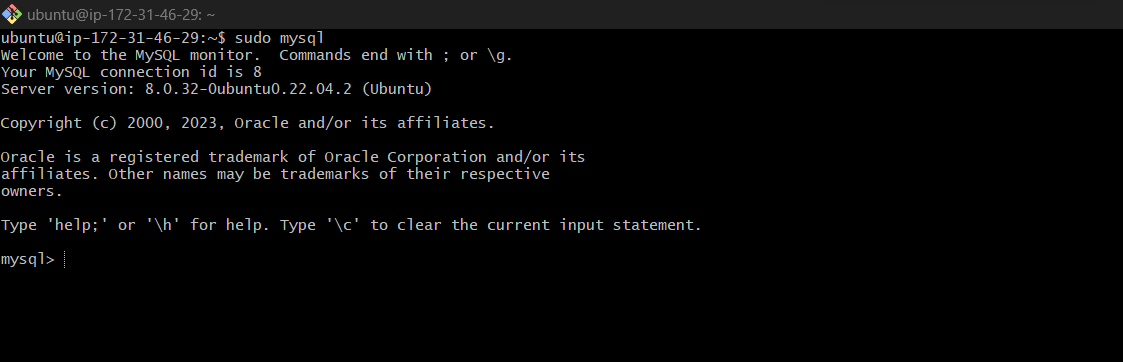 ubuntu@ip-172-31-46-29: ~
ubuntu@ip-172-31-46-29:~$ sudo mysql
Welcome to the MySQL monitor.  Commands end with ; or \g.
Your MySQL connection id is 8
Server version: 8.0.32-0ubuntu0.22.04.2 (Ubuntu)
Copyright (c) 2000, 2023, Oracle and/or its affiliates.
Oracle is a registered trademark of Oracle Corporation and/or its
affiliates. Other names may be trademarks of their respective
owners.
Type 'help;' or '\h' for help. Type '\c' to clear the current input statement.
mysql>